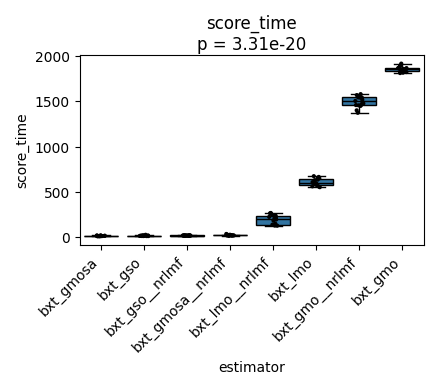 score_time
p = 3.31e-20
score_time
2000
1500
1000
500
0
bxt_gmosa
bxt_gso
bxt_gso__nrlmf
bxt_gmosa__nrlmf
bxt_lmo__nrlmf
bxt_lmo
bxt_gmo__nrlmf
bxt_gmo
estimator